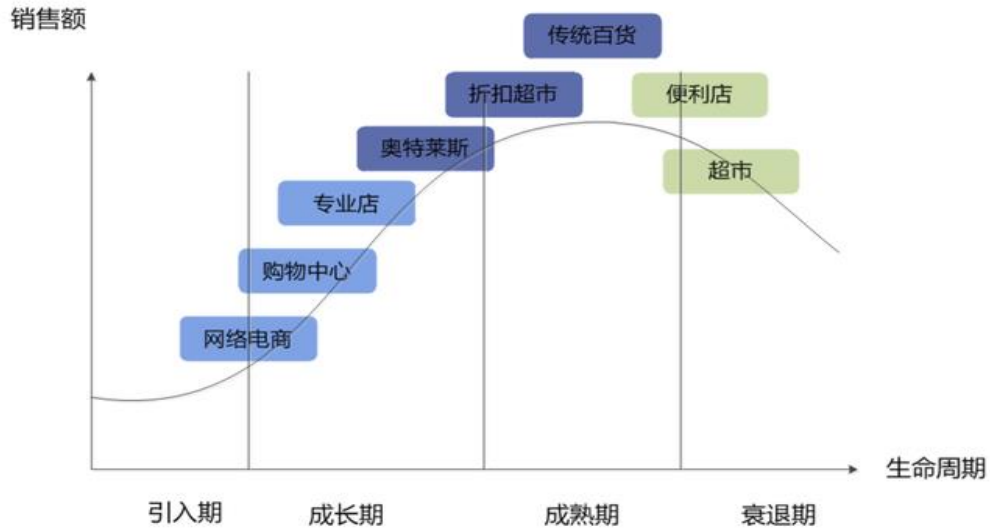 销售额
传统百货
折扣超市
便利店
奥特莱斯
超市
专业店
购物中心
网络电商
生命周期
引入期
成长期
成熟期
衰退期